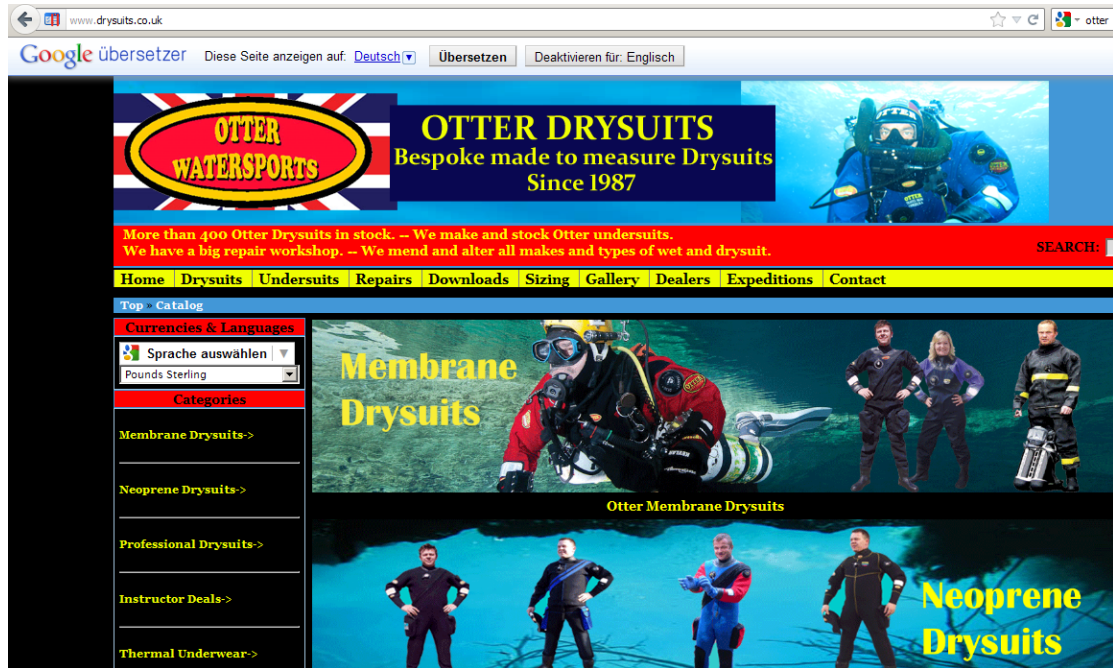 www.drysuits.co.uk
otter
Google übersetzer Diese Seite anzeigen auf: Deutsch Übersetzen Deaktivieren für: Englisch
OTTER
WATERSPORTS
OTTER DRYSUITS
Bespoke made to measure Drysuits
Since 1987
More than 400 Otter Drysuits in stock. -- We make and stock Otter undersuits.
We have a big repair workshop. -- We mend and alter all makes and types of wet and drysuit.
SEARCH:
Home Drysuits Undersuits Repairs Downloads Sizing Gallery Dealers Expeditions Contact
Top » Catalog
Currencies & Languages
Sprache auswählen
Pounds Sterling
Categories
Membrane Drysuits->
Neoprene Drysuits->
Professional Drysuits->
Instructor Deals->
Thermal Underwear->
Membrane
Drysuits
Otter Membrane Drysuits
Neoprene
Drysuits